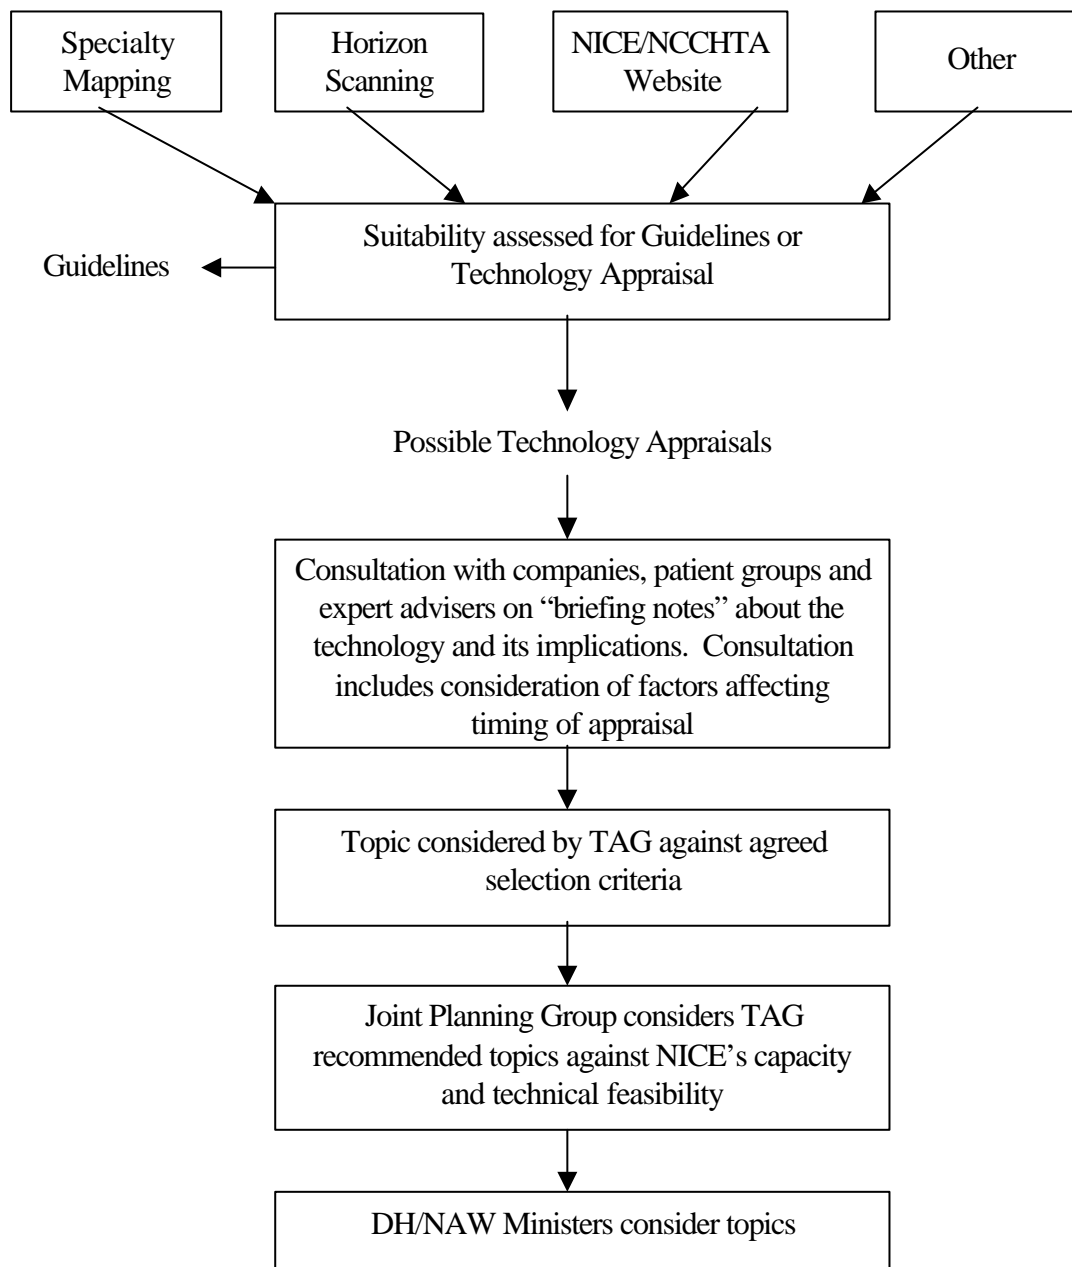 Specialty
Mapping
Horizon
Scanning
NICE/NCCHTA
Website
Other
Suitability assessed for Guidelines or
Technology Appraisal
Guidelines
Possible Technology Appraisals
Consultation with companies, patient groups and
expert advisers on “briefing notes” about the
technology and its implications.  Consultation
includes consideration of factors affecting
timing of appraisal
Topic considered by TAG against agreed
selection criteria
Joint Planning Group considers TAG
recommended topics against NICE’s capacity
and technical feasibility
DH/NAW Ministers consider topics